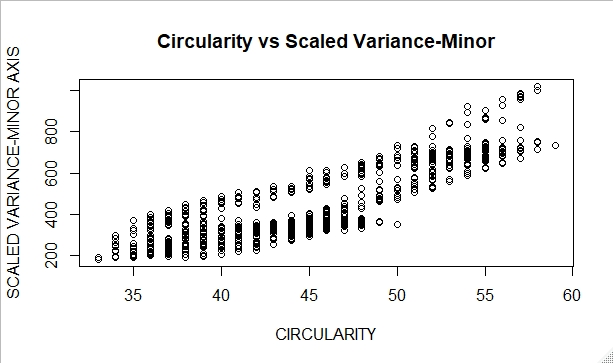 Circularity vs Scaled Variance-Minor
SCALED VARIANCE-MINOR AXIS
800
600
400
200
35 40 45 50 55 60
CIRCULARITY